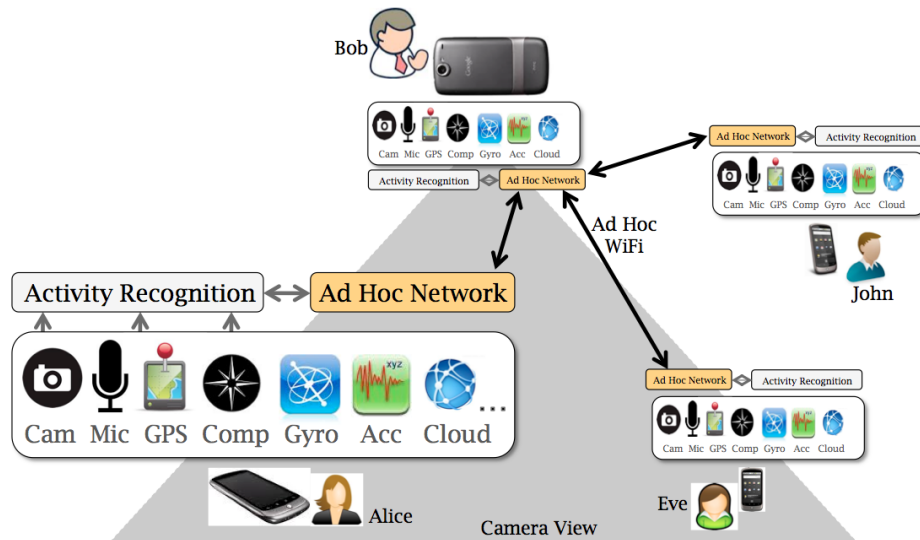 Bob
Google
Cam Mic GPS Comp Gyro Acc Cloud
Activity Recognition Ad Hoc Network
Ad Hoc Network Activity Recognition
Cam Mic GPS Comp Gyro Acc Cloud
John
Ad Hoc
WiFi
Activity Recognition Ad Hoc Network
xyz
Cam Mic GPS Comp Gyro Acc Cloud ...
Alice
Ad Hoc Network Activity Recognition
Cam Mic GPS Comp Gyro Acc Cloud
Eve
Camera View